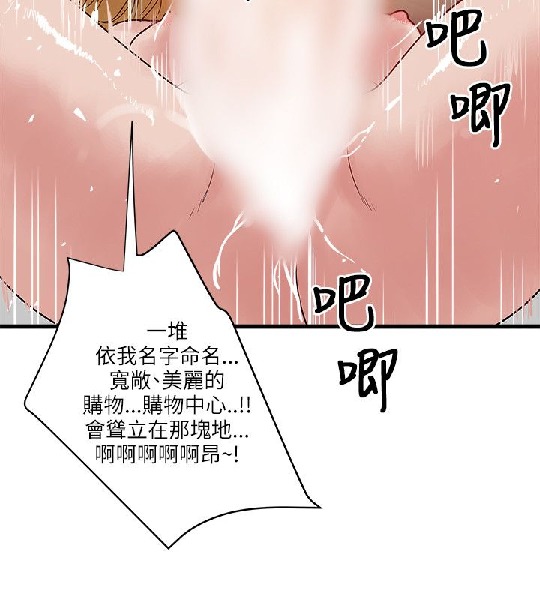 吧
唧
吧
唧
一堆
依我名字命名...
寬敞、美麗的
購物...購物中心..!!
會聳立在那塊地...
啊啊啊啊啊昂~!